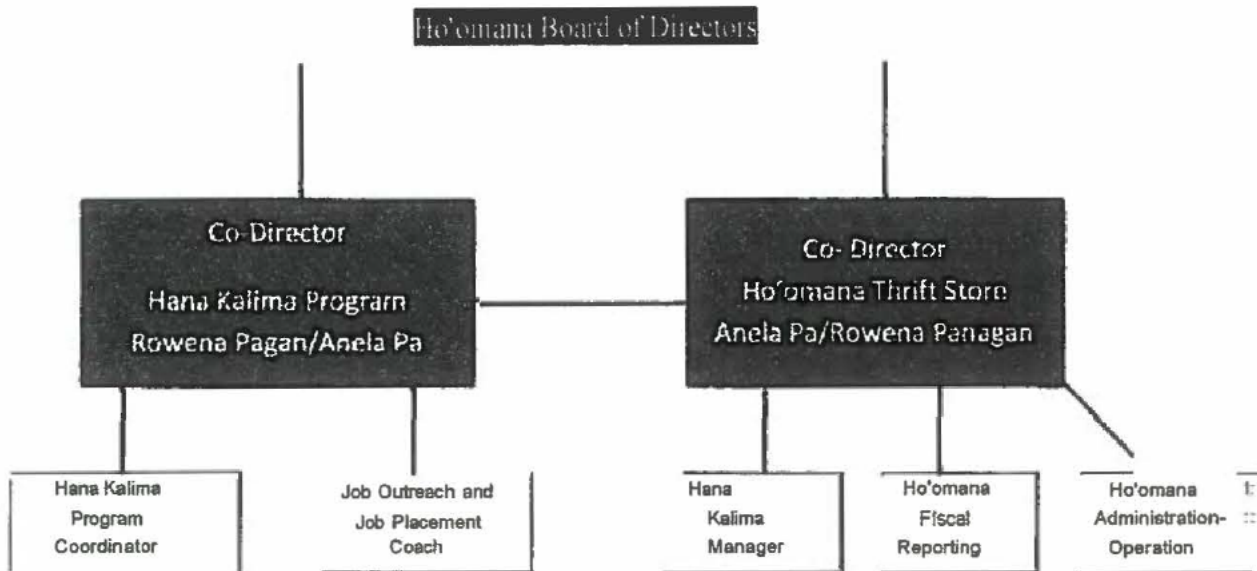 Ho'omana Board of Directors
Co-Director
Hana Kalima Program
Rowena Pagan/Anela Pa
Co- Director
Ho'omana Thrift Store
Anela Pa/Rowena Panagan
Hana Kalima
Program
Coordinator
Job Outreach and
Job Placement
Coach
Hana
Kalima
Manager
Ho'omana
Fiscal
Reporting
Ho'omana
Administration-
Operation